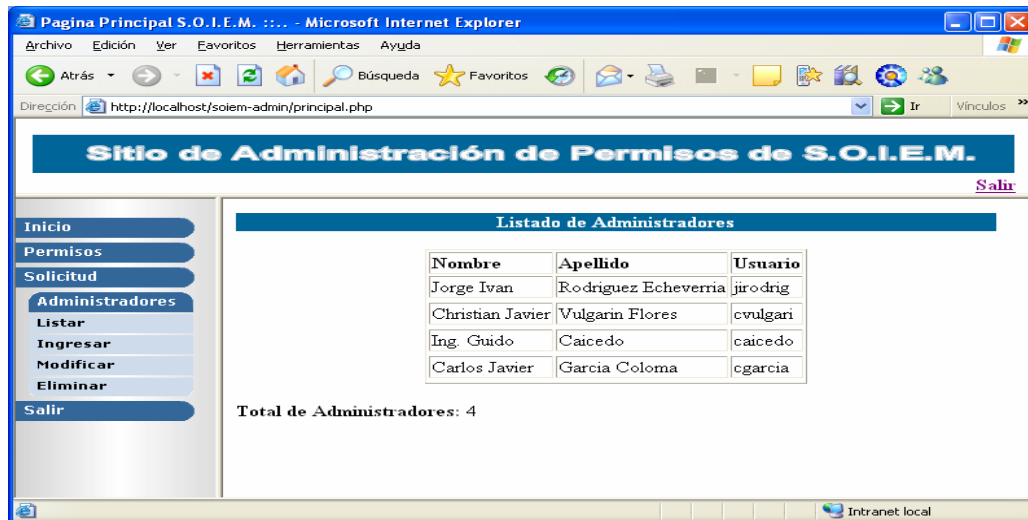 Pagina Principal S.O.I.E.M. ::.. - Microsoft Internet Explorer
Archivo Edición Ver Favoritos Herramientas Ayuda
Atrás Búsqueda Favoritos
Dirección http://localhost/soiem-admin/principal.php Ir Vínculos »
Sitio de Administración de Permisos de S.O.I.E.M.
Salir
Inicio
Permisos
Solicitud
Administradores
Listar
Ingresar
Modificar
Eliminar
Salir
Listado de Administradores
Nombre Apellido Usuario
Jorge Ivan Rodriguez Echeverria jirodrig
Christian Javier Vulgarin Flores cvulgari
Ing. Guido Caicedo caicedo
Carlos Javier Garcia Coloma cgarcia
Total de Administradores: 4
Intranet local